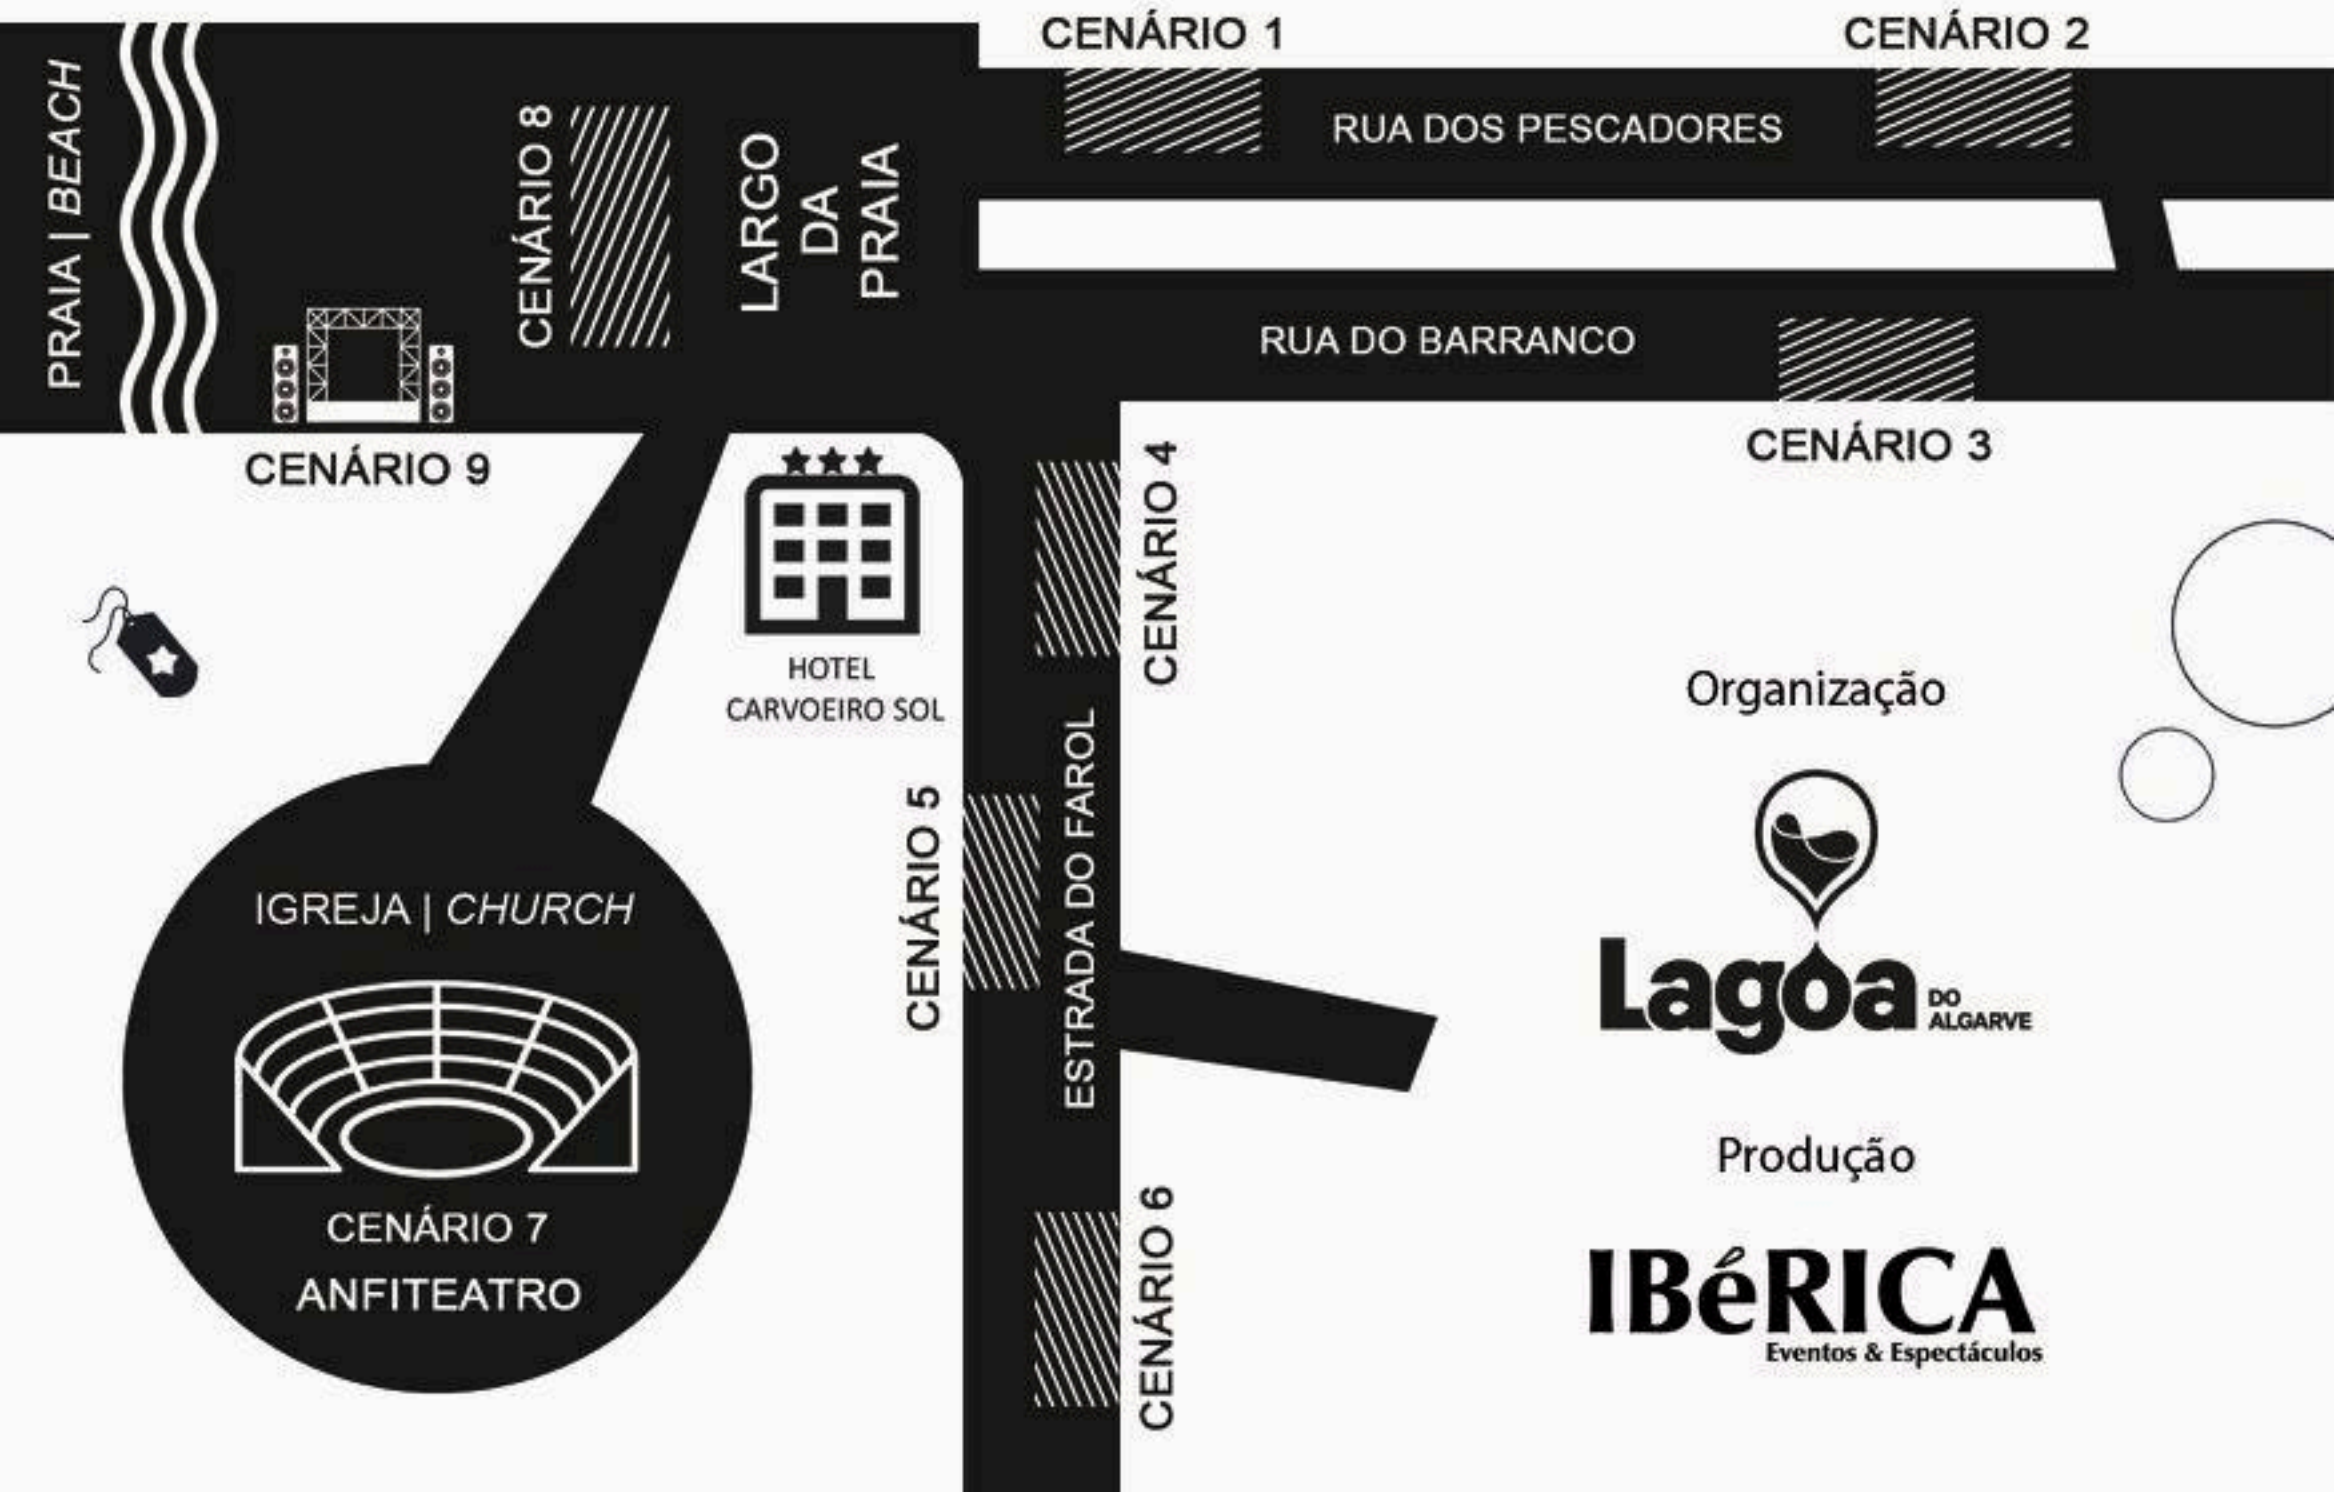 CENÁRIO 1
CENÁRIO 2
PRAIA | BEACH
CENÁRIO 8
LARGO
DA
PRAIA
RUA DOS PESCADORES
RUA DO BARRANCO
CENÁRIO 3
CENÁRIO 9
CENÁRIO 4
HOTEL
CARVOEIRO SOL
CENÁRIO 5
ESTRADA DO FAROL
IGREJA | CHURCH
CENÁRIO 7
ANFITEATRO
CENÁRIO 6
Organização
Lagoa DO
ALGARVE
Produção
IBéRICA
Eventos & Espectáculos